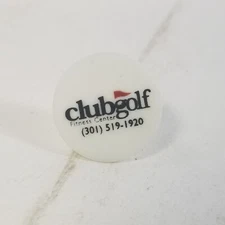 clubgolf
Fitness Center
(301) 519-1920